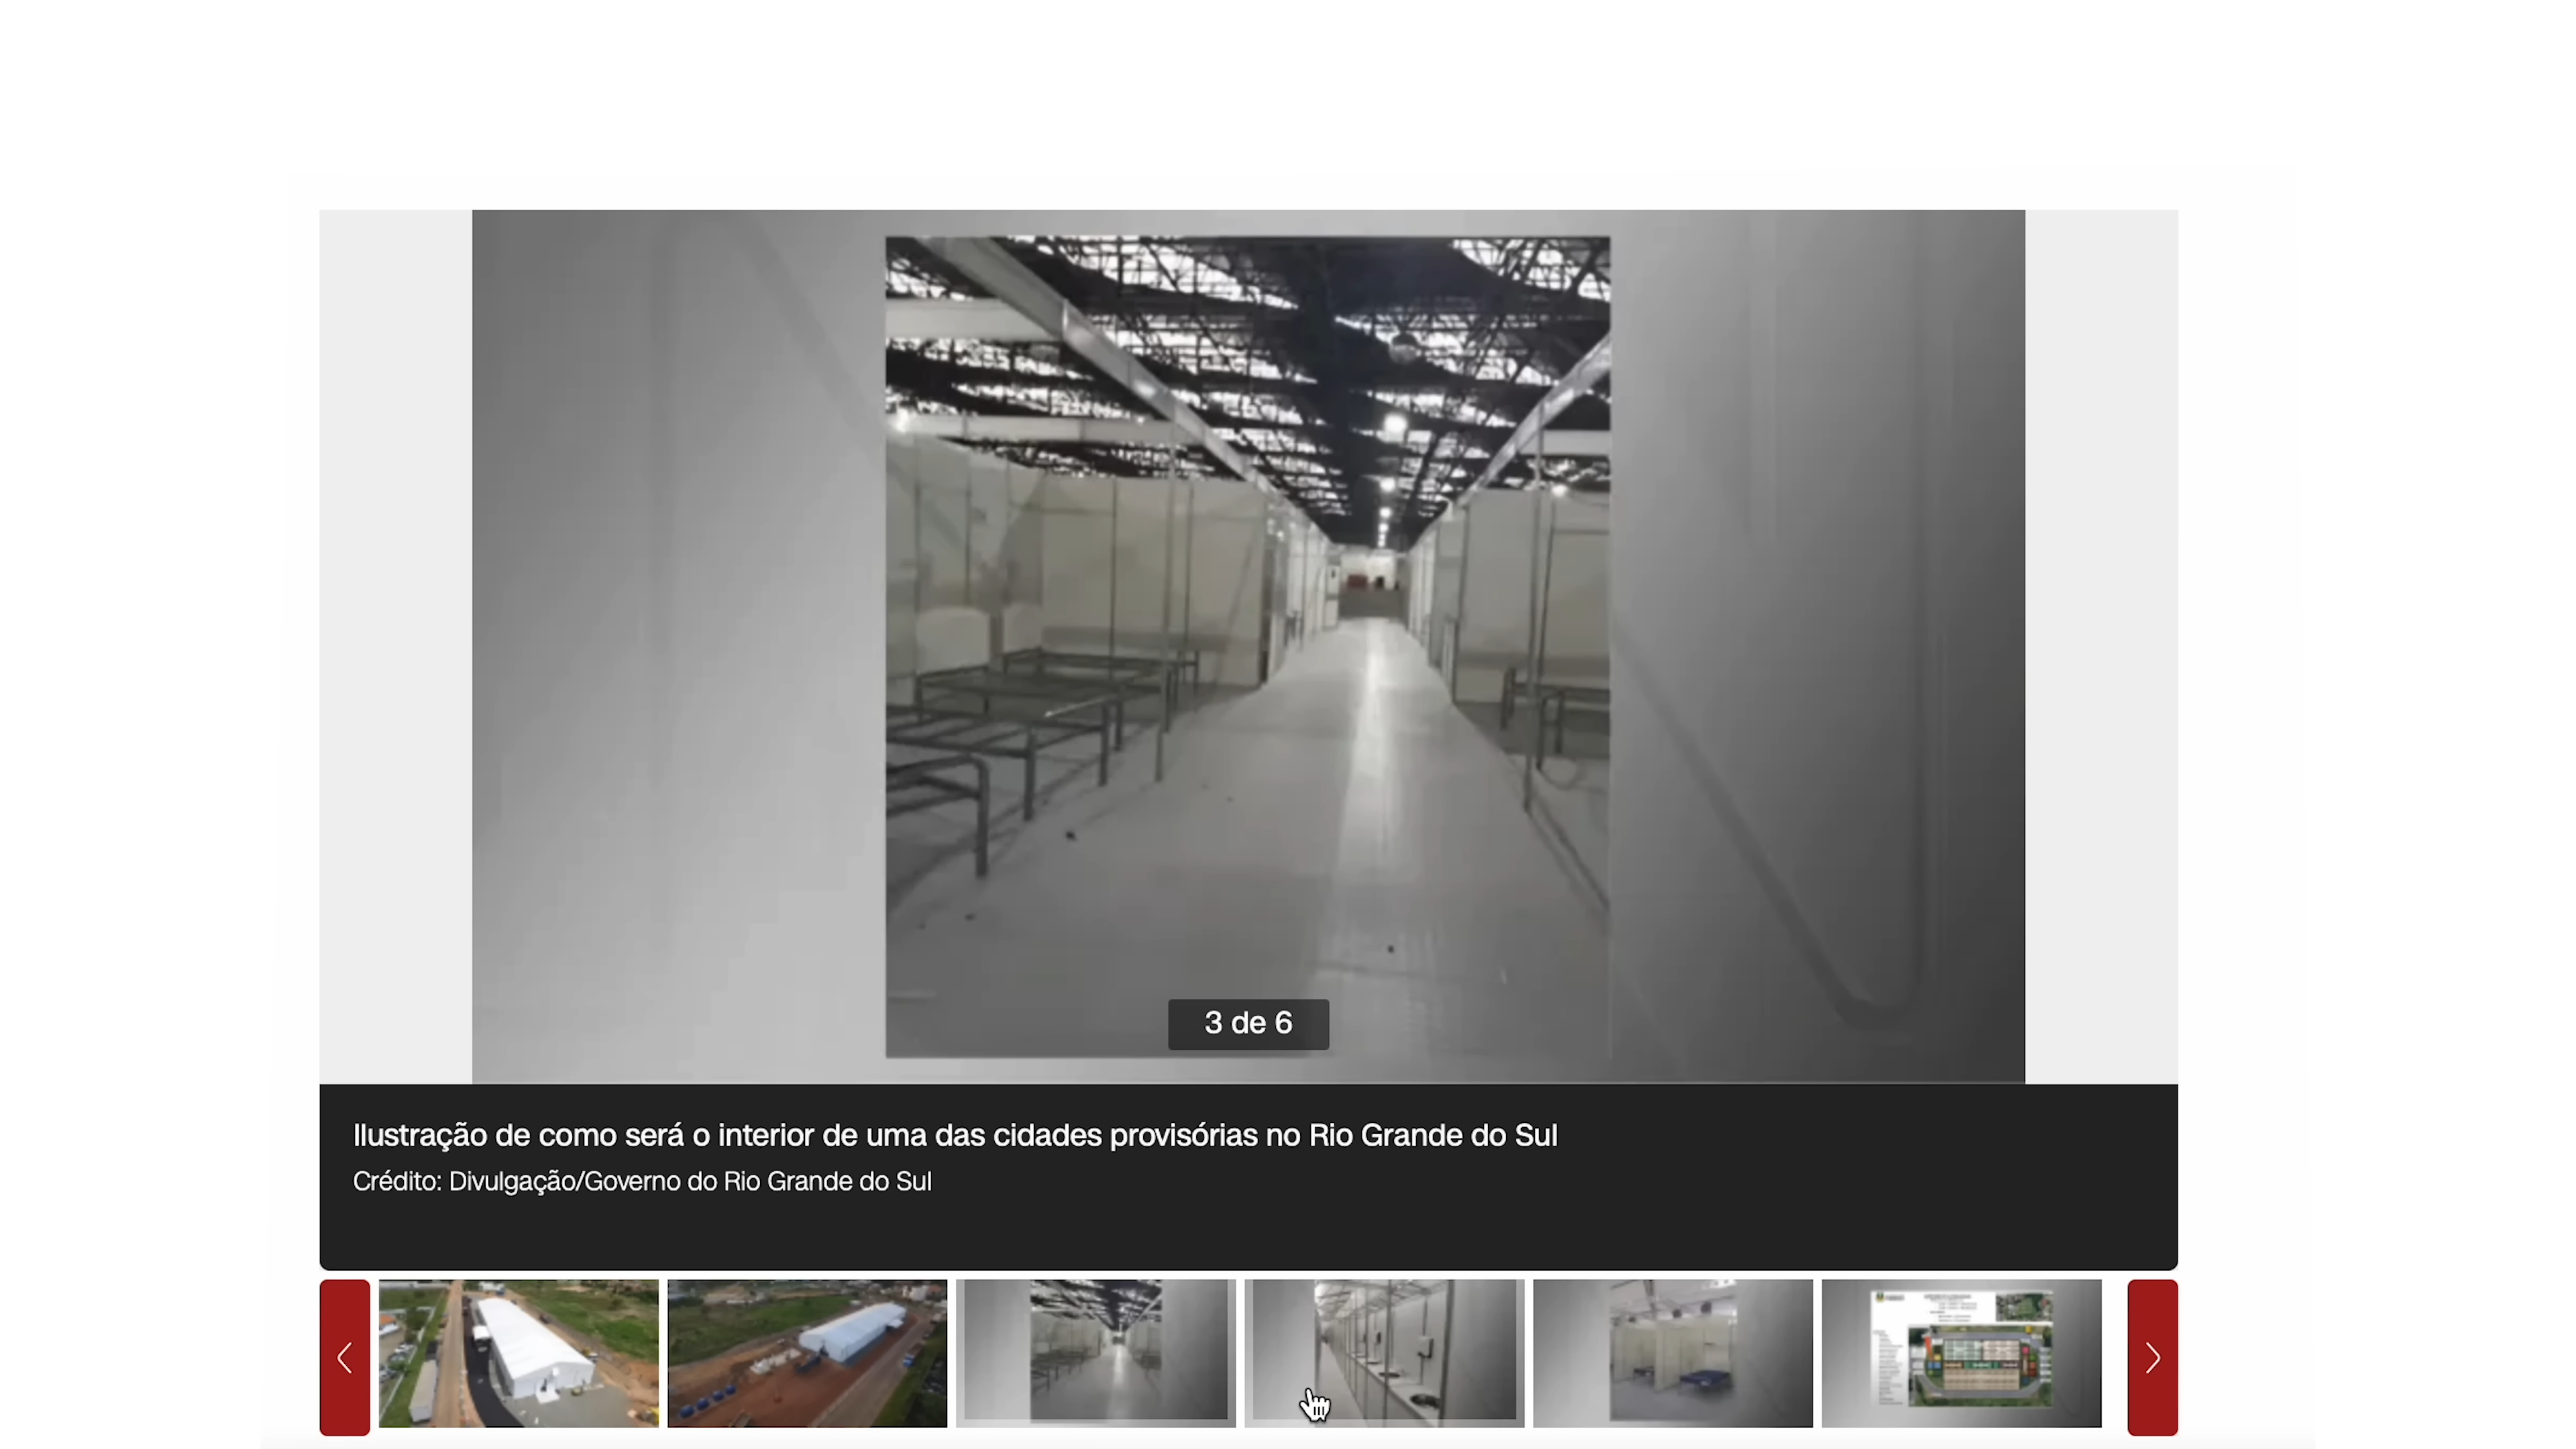 3 de 6
Ilustração de como será o interior de uma das cidades provisórias no Rio Grande do Sul
Crédito: Divulgação/Governo do Rio Grande do Sul